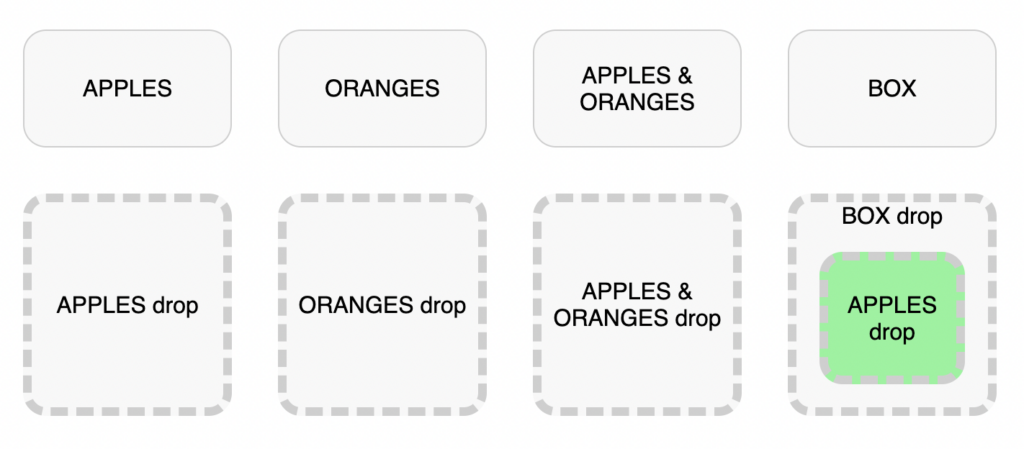 APPLES
ORANGES
APPLES &
ORANGES
BOX
APPLES drop
ORANGES drop
APPLES &
ORANGES drop
BOX drop
APPLES
drop